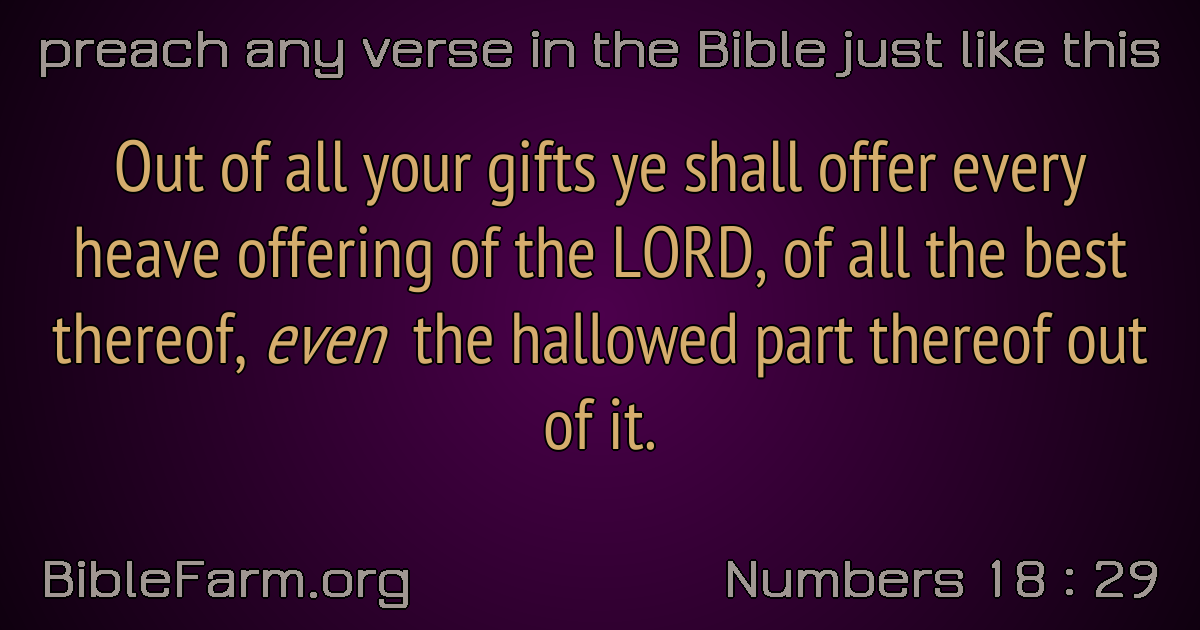 preach any verse in the Bible just like this
Out of all your gifts ye shall offer every
heave offering of the LORD, of all the best
thereof, even the hallowed part thereof out
of it.
BibleFarm.org
Numbers 18 : 29